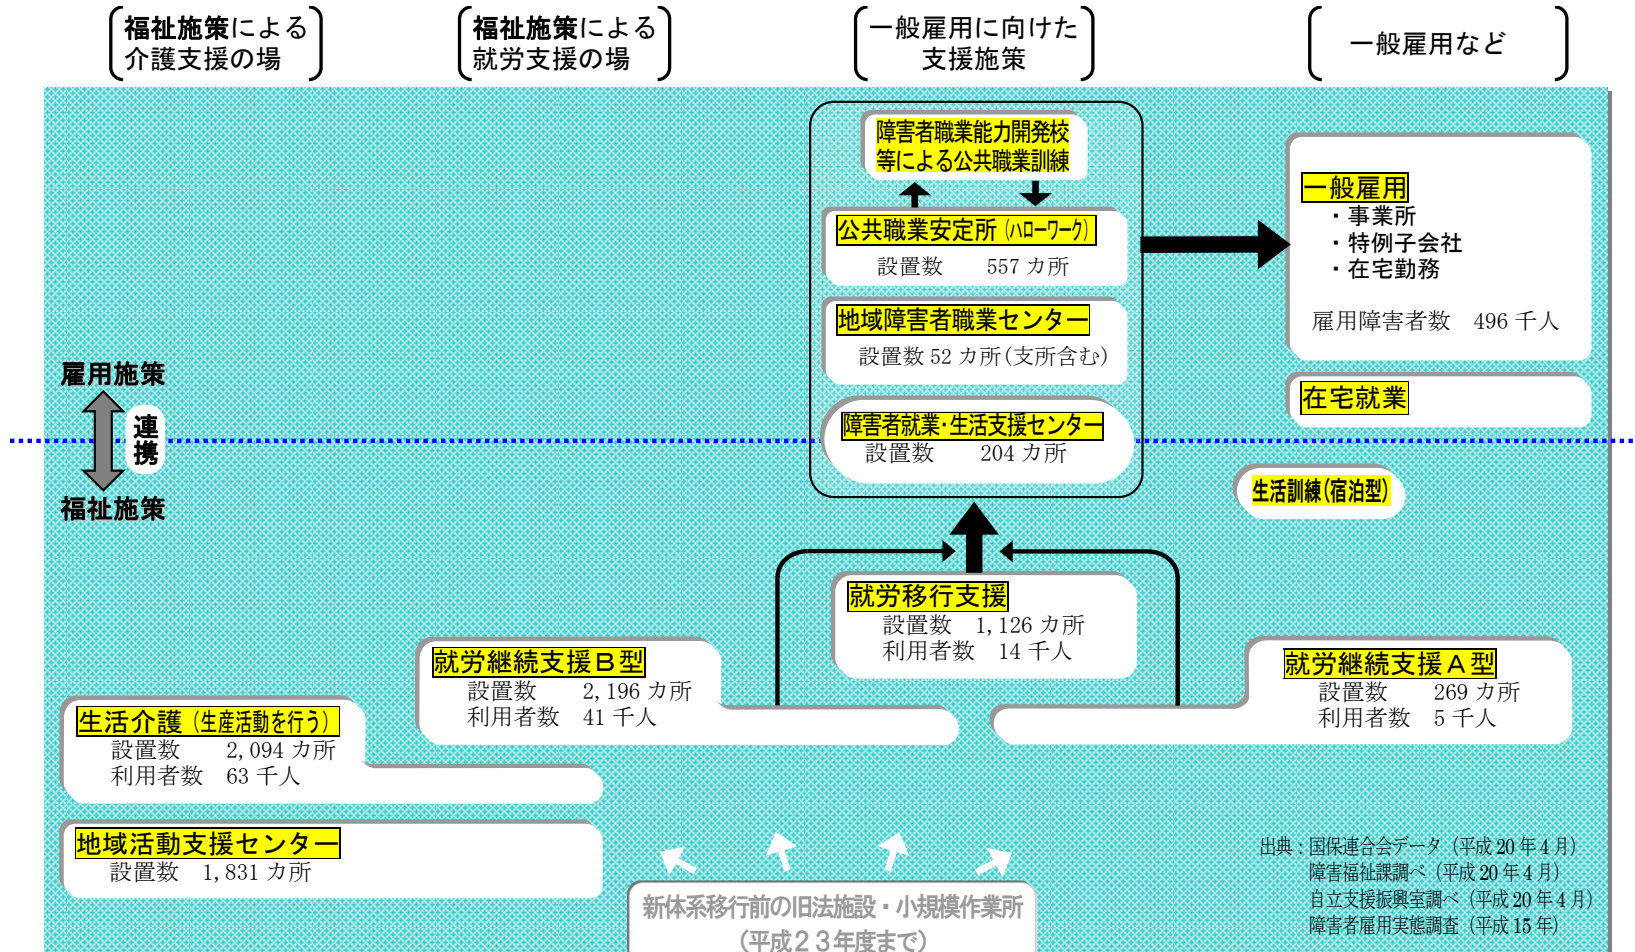 福祉施策による
介護支援の場
福祉施策による
就労支援の場
一般雇用に向けた
支援施策
一般雇用など
障害者職業能力開発校
等による公共職業訓練
公共職業安定所(ハローワーク)
設置数 557カ所
地域障害者職業センター
設置数52カ所(支所含む)
障害者就業・生活支援センター
設置数 204カ所
一般雇用
・事業所
・特例子会社
・在宅勤務
雇用障害者数 496千人
在宅就業
雇用施策
連携
福祉施策
生活訓練(宿泊型)
就労移行支援
設置数 1,126カ所
利用者数 14千人
就労継続支援B型
設置数 2,196カ所
利用者数 41千人
就労継続支援A型
設置数 269カ所
利用者数 5千人
生活介護(生産活動を行う)
設置数 2,094カ所
利用者数 63千人
地域活動支援センター
設置数 1,831カ所
新体系移行前の旧法施設・小規模作業所
(平成23年度まで)
出典:国保連合会データ(平成20年4月)
障害福祉課調べ(平成20年4月)
自立支援振興室調べ(平成20年4月)
障害者雇用実態調査(平成15年)